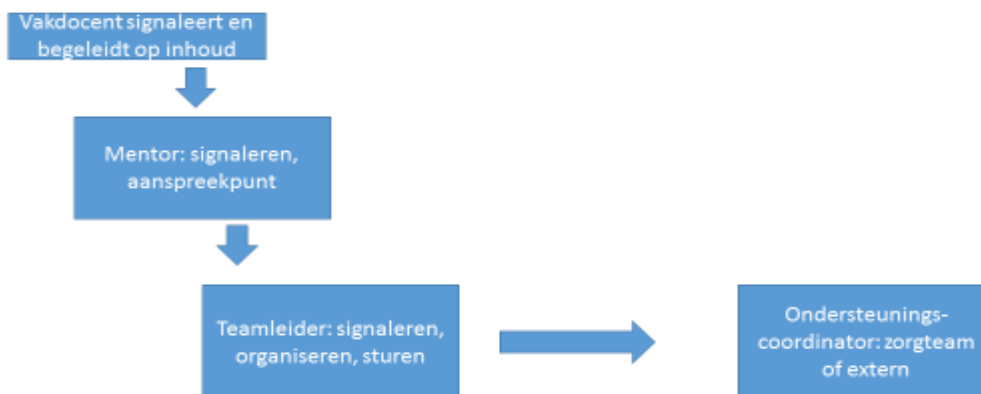 Vakdocent signaleert en
begeleidt op inhoud
Mentor: signaleren,
aanspreekpunt
Teamleider: signaleren,
organiseren, sturen
Ondersteunings-
coordinator: zorgteam
of extern